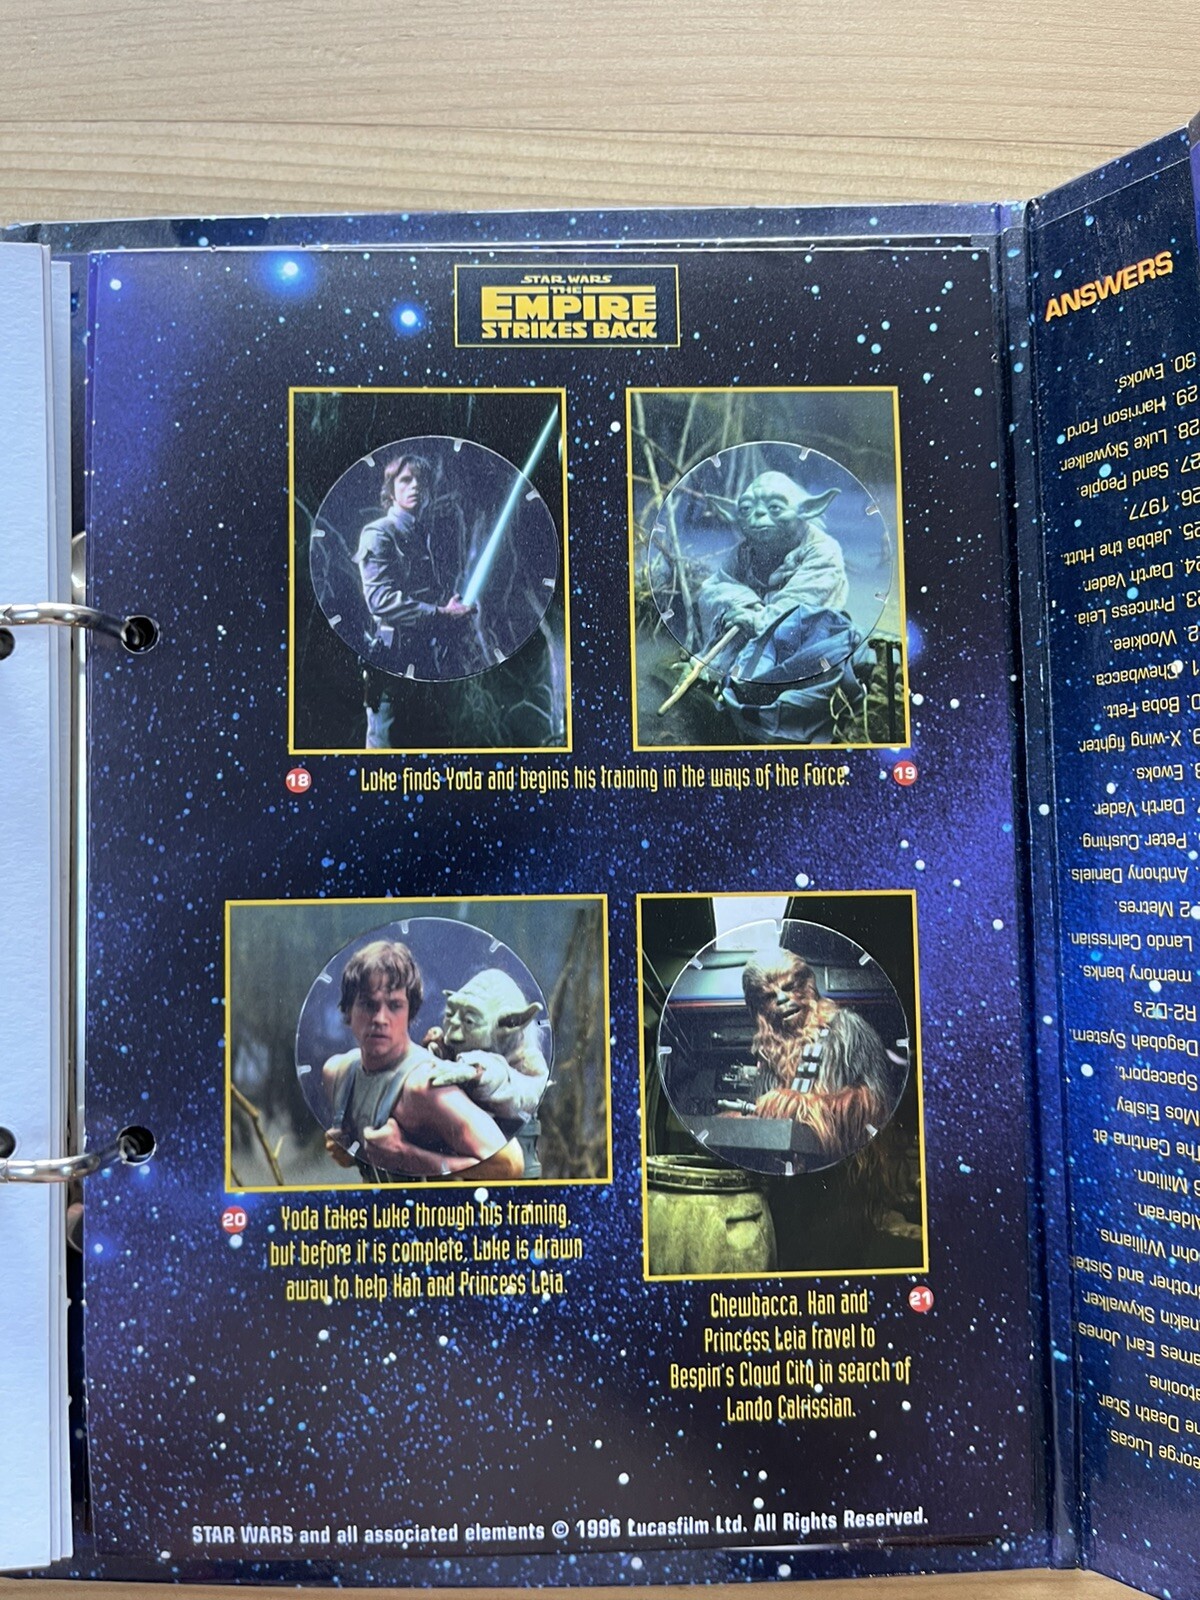 STAR WARS
THE
EMPIRE
STRIKES BACK
18
Luke finds Yoda and begins his training in the ways of the Force.
19
20
Yoda takes Luke through his training,
but before it is complete, Luke is drawn
away to help Han and Princess Leia.
21
Chewbacca, Han and
Princess Leia travel to
Bespin's Cloud City in search of
Lando Calrissian.
STAR WARS and all associated elements © 1996 Lucasfilm Ltd. All Rights Reserved.
ANSWERS
George Lucas.
Death Star.
James Earl Jones
Skywalker.
Brother and Sister
John Williams.
Million.
The Cantina at
Mos Eisley
Spaceport.
Dagobah System.
R2-D2's
memory banks.
Lando Calrissian.
2 Metres.
Anthony Daniels.
Peter Cushing.
Darth Vader.
Ewoks.
X-wing fighter.
Boba Fett.
Chewbacca.
Wookiee.
Princess Leia.
Darth Vader.
25. Jabba the Hutt.
26. 1977.
27. Sand People.
28. Luke Skywalker.
29. Harrison Ford.
30. Ewoks.